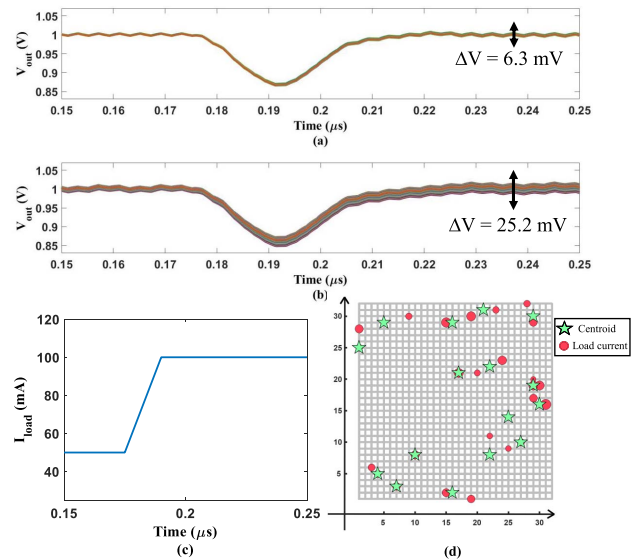 1.05
1
0.95
0.9
0.85
V_out (V)
ΔV = 6.3 mV
0.15 0.16 0.17 0.18 0.19 0.2 0.21 0.22 0.23 0.24 0.25
Time (μs)
(a)
1.05
1
0.95
0.9
0.85
V_out (V)
ΔV = 25.2 mV
0.15 0.16 0.17 0.18 0.19 0.2 0.21 0.22 0.23 0.24 0.25
Time (μs)
(b)
120
100
80
60
40
I_load (mA)
0.15 0.2 0.25
Time (μs)
(c)
30
25
20
15
10
5
5 10 15 20 25 30
(d)
Centroid
Load current